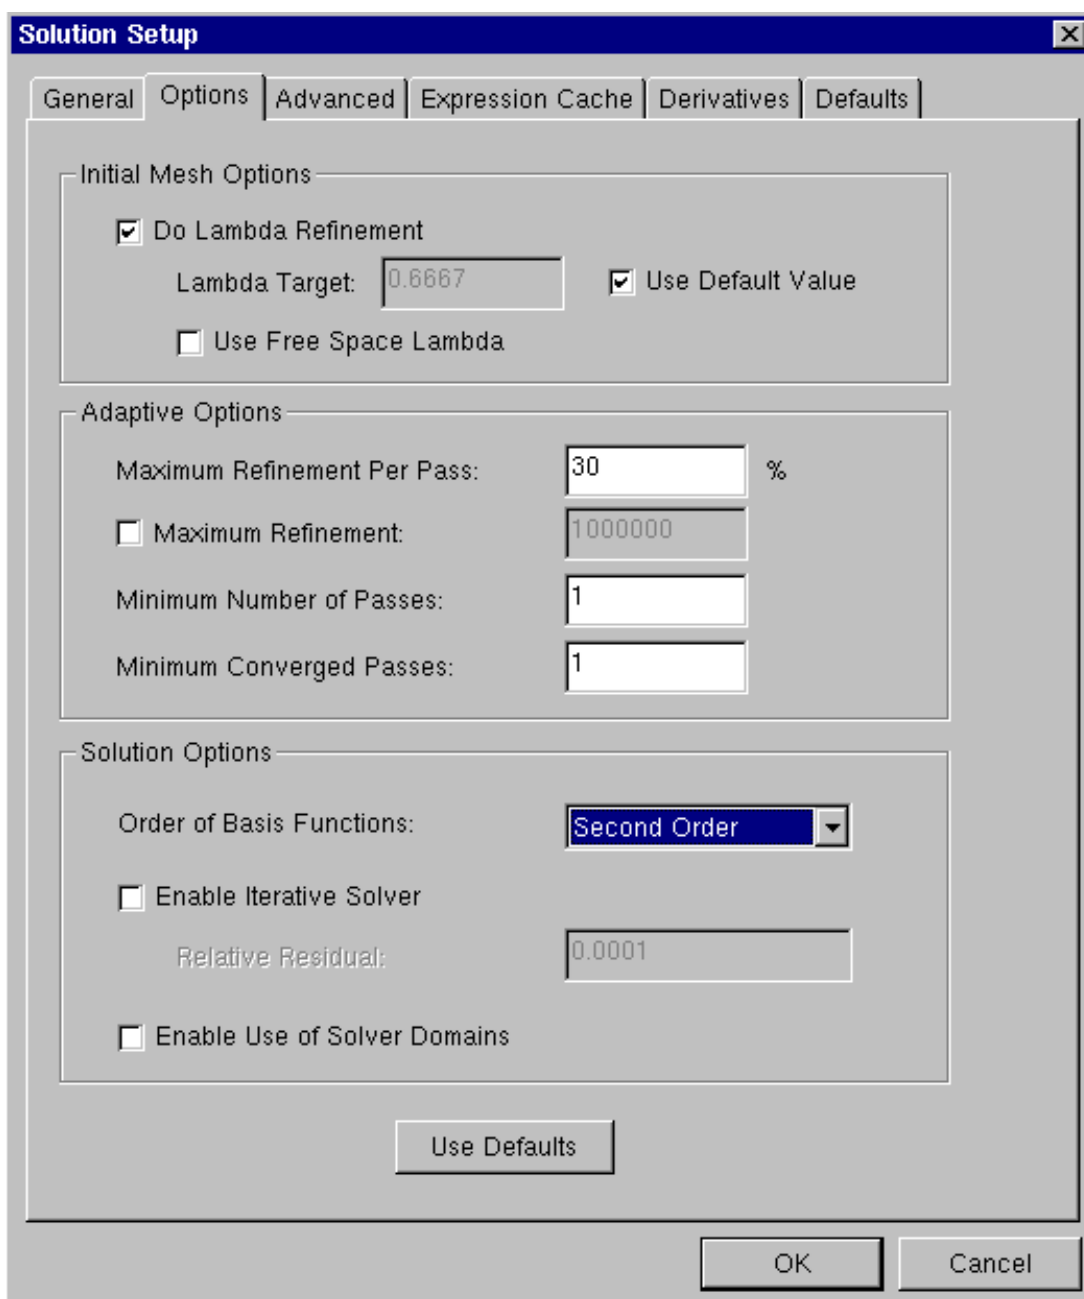 Solution Setup
General Options Advanced Expression Cache Derivatives Defaults
Initial Mesh Options
Do Lambda Refinement
Lambda Target: 0.6667 Use Default Value
Use Free Space Lambda
Adaptive Options
Maximum Refinement Per Pass: 30 %
Maximum Refinement: 1000000
Minimum Number of Passes: 1
Minimum Converged Passes: 1
Solution Options
Order of Basis Functions: Second Order
Enable Iterative Solver
Relative Residual: 0.0001
Enable Use of Solver Domains
Use Defaults
OK Cancel